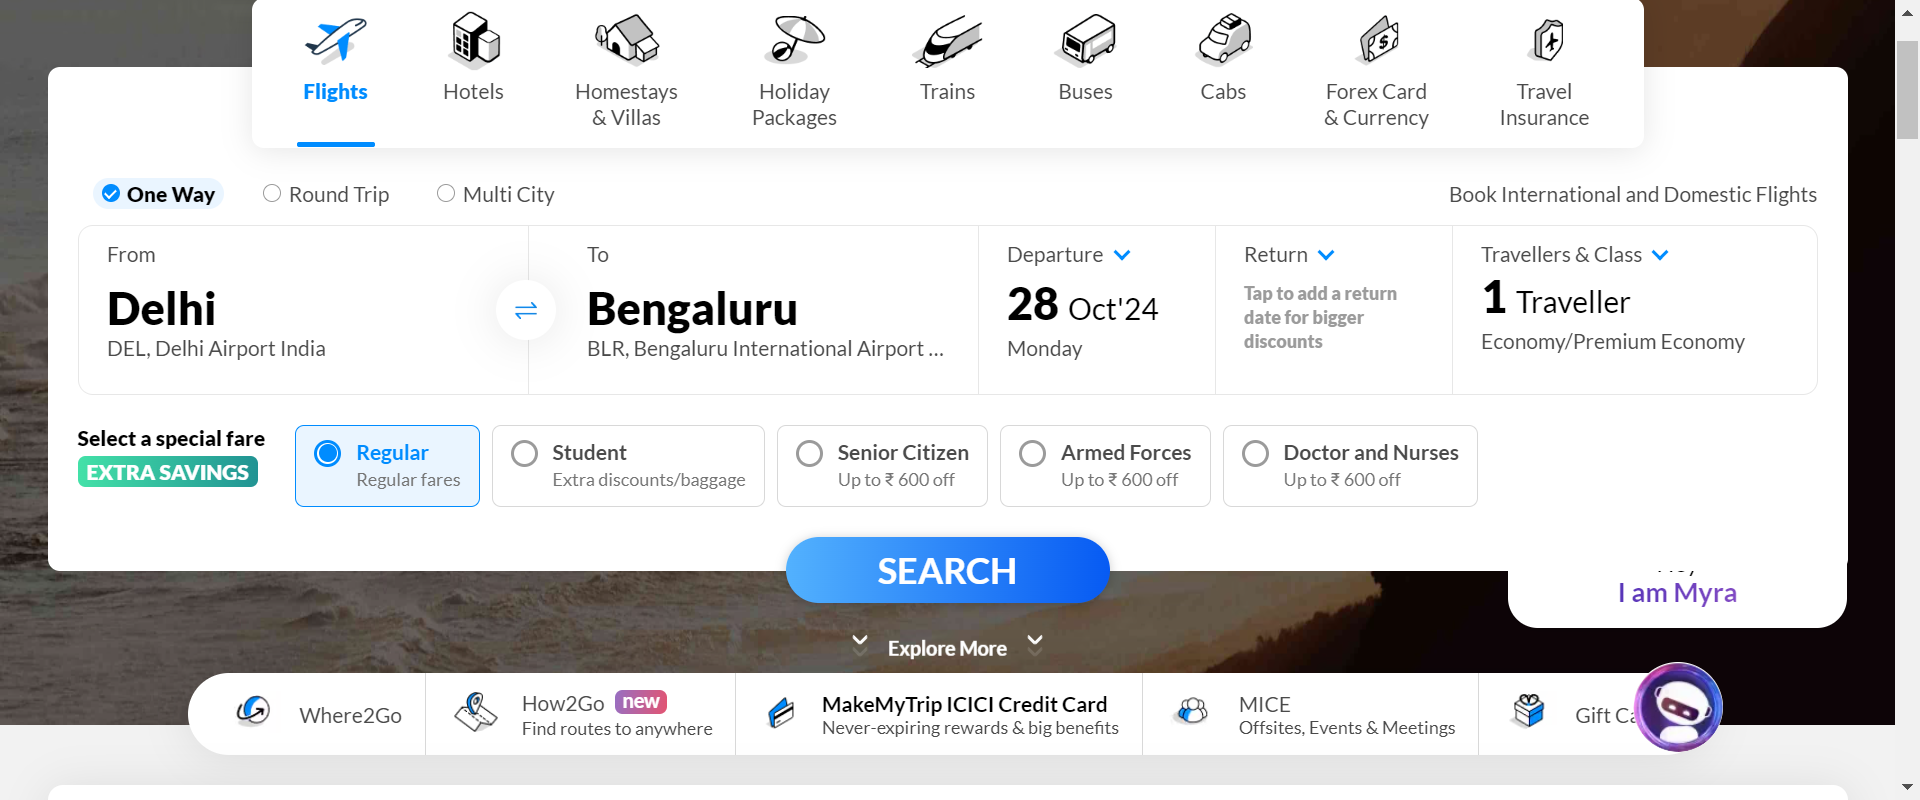 Flights
Hotels
Homestays
& Villas
Holiday
Packages
Trains
Buses
Cabs
Forex Card
& Currency
Travel
Insurance
One Way
Round Trip
Multi City
Book International and Domestic Flights
From
Delhi
DEL, Delhi Airport India
To
Bengaluru
BLR, Bengaluru International Airport ...
Departure
28 Oct'24
Monday
Return
Tap to add a return
date for bigger
discounts
Travellers & Class
1 Traveller
Economy/Premium Economy
Select a special fare
EXTRA SAVINGS
Regular
Regular fares
Student
Extra discounts/baggage
Senior Citizen
Up to ₹ 600 off
Armed Forces
Up to ₹ 600 off
Doctor and Nurses
Up to ₹ 600 off
SEARCH
I am Myra
Explore More
Where2Go
How2Go new
Find routes to anywhere
MakeMyTrip ICICI Credit Card
Never-expiring rewards & big benefits
MICE
Offsites, Events & Meetings
Gift